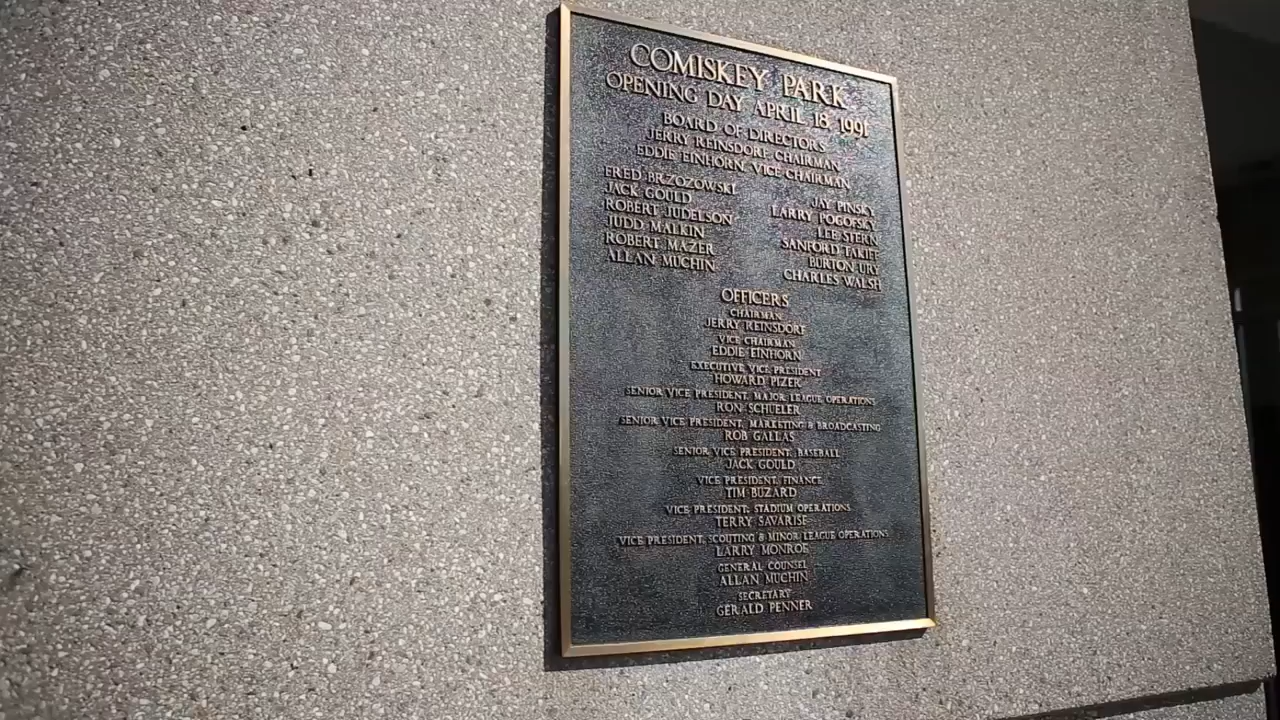 COMISKEY PARK
OPENING DAY APRIL 18, 1991
BOARD OF DIRECTORS
JERRY REINSDORF, CHAIRMAN
EDDIE EINHORN, VICE CHAIRMAN
FRED BRZOZOWSKI
JACK GOULD
ROBERT JUDELSON
JUDD MALKIN
ROBERT MAZER
ALLAN MUCHIN
JAY PINSKY
LARRY POGOFSKY
LEE STERN
SANFORD TAKIFF
BURTON URY
CHARLES WALSH
OFFICERS
CHAIRMAN
JERRY REINSDORF
VICE CHAIRMAN
EDDIE EINHORN
EXECUTIVE VICE PRESIDENT
HOWARD PIZER
SENIOR VICE PRESIDENT, MAJOR LEAGUE OPERATIONS
RON SCHUELER
SENIOR VICE PRESIDENT, MARKETING & BROADCASTING
ROB GALLAS
SENIOR VICE PRESIDENT, BASEBALL
JACK GOULD
VICE PRESIDENT, FINANCE
TIM BUZARD
VICE PRESIDENT, STADIUM OPERATIONS
TERRY SAVARISE
VICE PRESIDENT, SCOUTING & MINOR LEAGUE OPERATIONS
LARRY MONROE
GENERAL COUNSEL
ALLAN MUCHIN
SECRETARY
GERALD PENNER